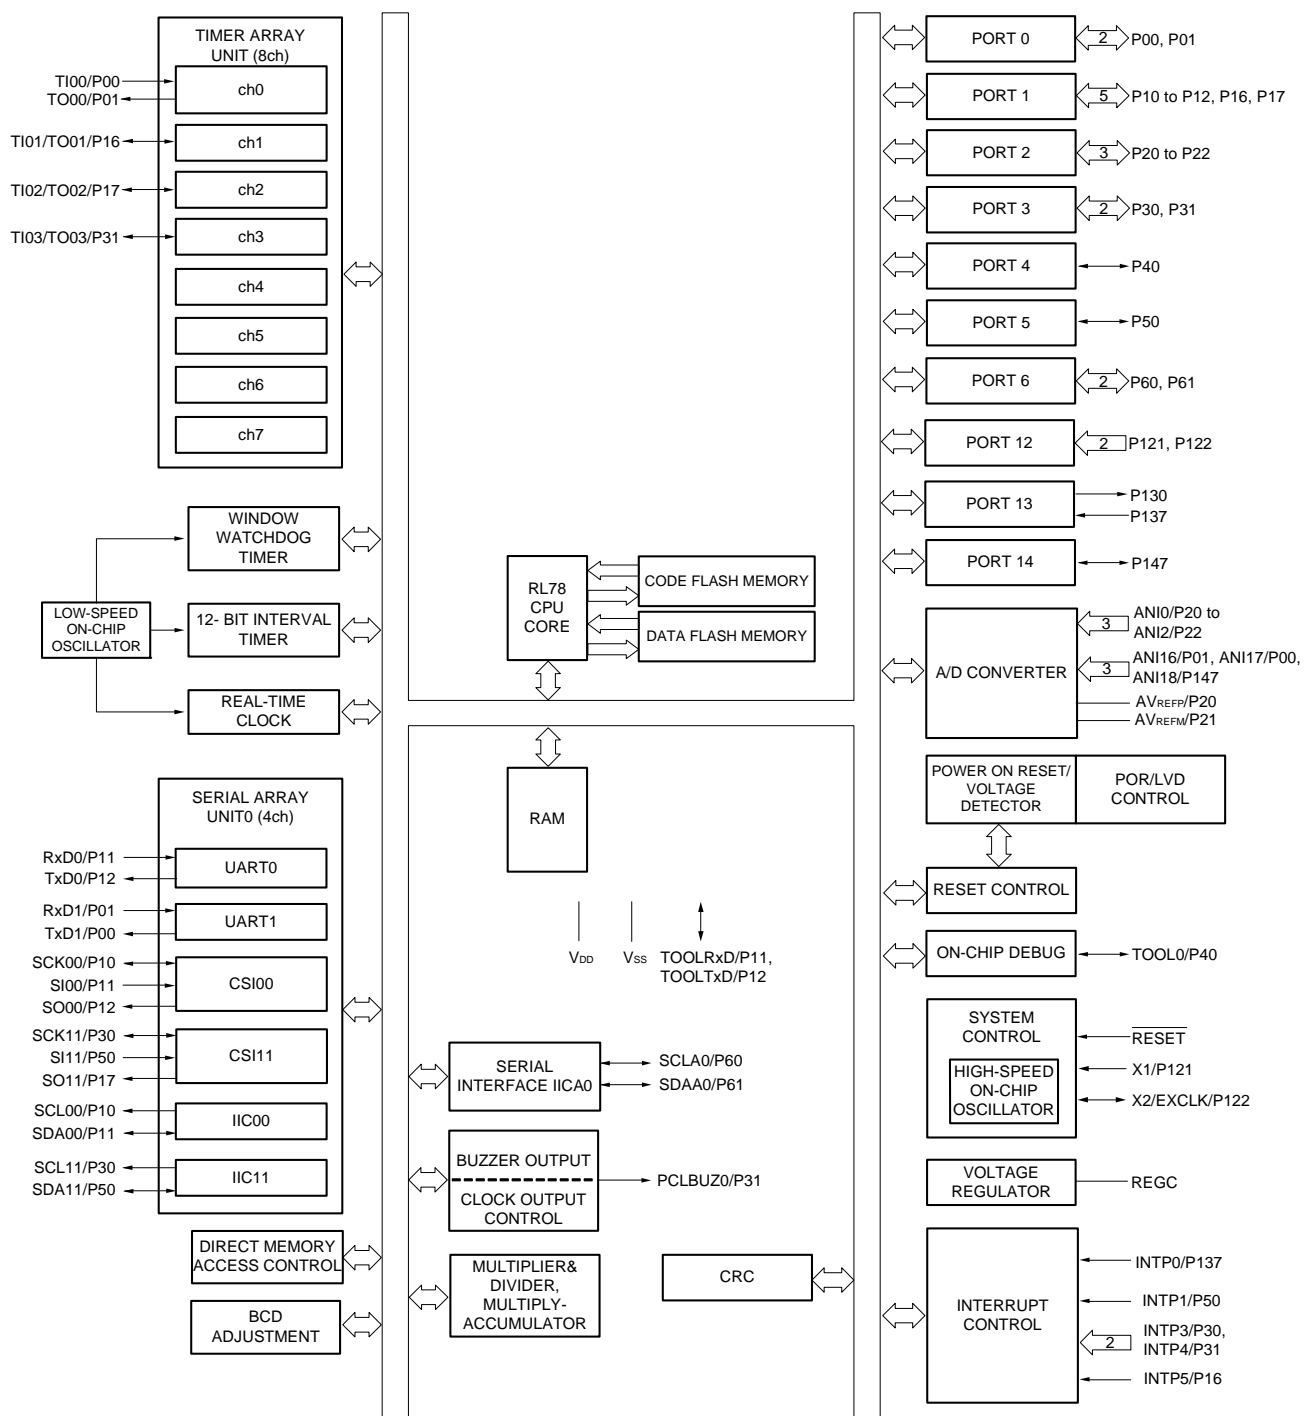 TIMER ARRAY
UNIT (8ch)
TI00/P00
TO00/P01
ch0
TI01/TO01/P16
ch1
TI02/TO02/P17
ch2
TI03/TO03/P31
ch3
ch4
ch5
ch6
ch7
WINDOW
WATCHDOG
TIMER
LOW-SPEED
ON-CHIP
OSCILLATOR
12- BIT INTERVAL
TIMER
REAL-TIME
CLOCK
SERIAL ARRAY
UNIT0 (4ch)
RxD0/P11
TxD0/P12
UART0
RxD1/P01
TxD1/P00
UART1
SCK00/P10
SI00/P11
SO00/P12
CSI00
SCK11/P30
SI11/P50
SO11/P17
CSI11
SCL00/P10
SDA00/P11
IIC00
SCL11/P30
SDA11/P50
IIC11
DIRECT MEMORY
ACCESS CONTROL
BCD
ADJUSTMENT
RL78
CPU
CORE
CODE FLASH MEMORY
DATA FLASH MEMORY
RAM
VDD
VSS
TOOLRxD/P11,
TOOLTxD/P12
SERIAL
INTERFACE IICA0
SCLA0/P60
SDAA0/P61
BUZZER OUTPUT
CLOCK OUTPUT
CONTROL
PCLBUZ0/P31
MULTIPLIER&
DIVIDER,
MULTIPLY-
ACCUMULATOR
CRC
PORT 0
2
P00, P01
PORT 1
5
P10 to P12, P16, P17
PORT 2
3
P20 to P22
PORT 3
2
P30, P31
PORT 4
P40
PORT 5
P50
PORT 6
2
P60, P61
PORT 12
2
P121, P122
PORT 13
P130
P137
PORT 14
P147
A/D CONVERTER
3
ANI0/P20 to
ANI2/P22
3
ANI16/P01, ANI17/P00,
ANI18/P147
AVREFP/P20
AVREFM/P21
POWER ON RESET/
VOLTAGE
DETECTOR
POR/LVD
CONTROL
RESET CONTROL
ON-CHIP DEBUG
TOOL0/P40
SYSTEM
CONTROL
HIGH-SPEED
ON-CHIP
OSCILLATOR
RESET
X1/P121
X2/EXCLK/P122
VOLTAGE
REGULATOR
REGC
INTERRUPT
CONTROL
INTP0/P137
INTP1/P50
2
INTP3/P30,
INTP4/P31
INTP5/P16